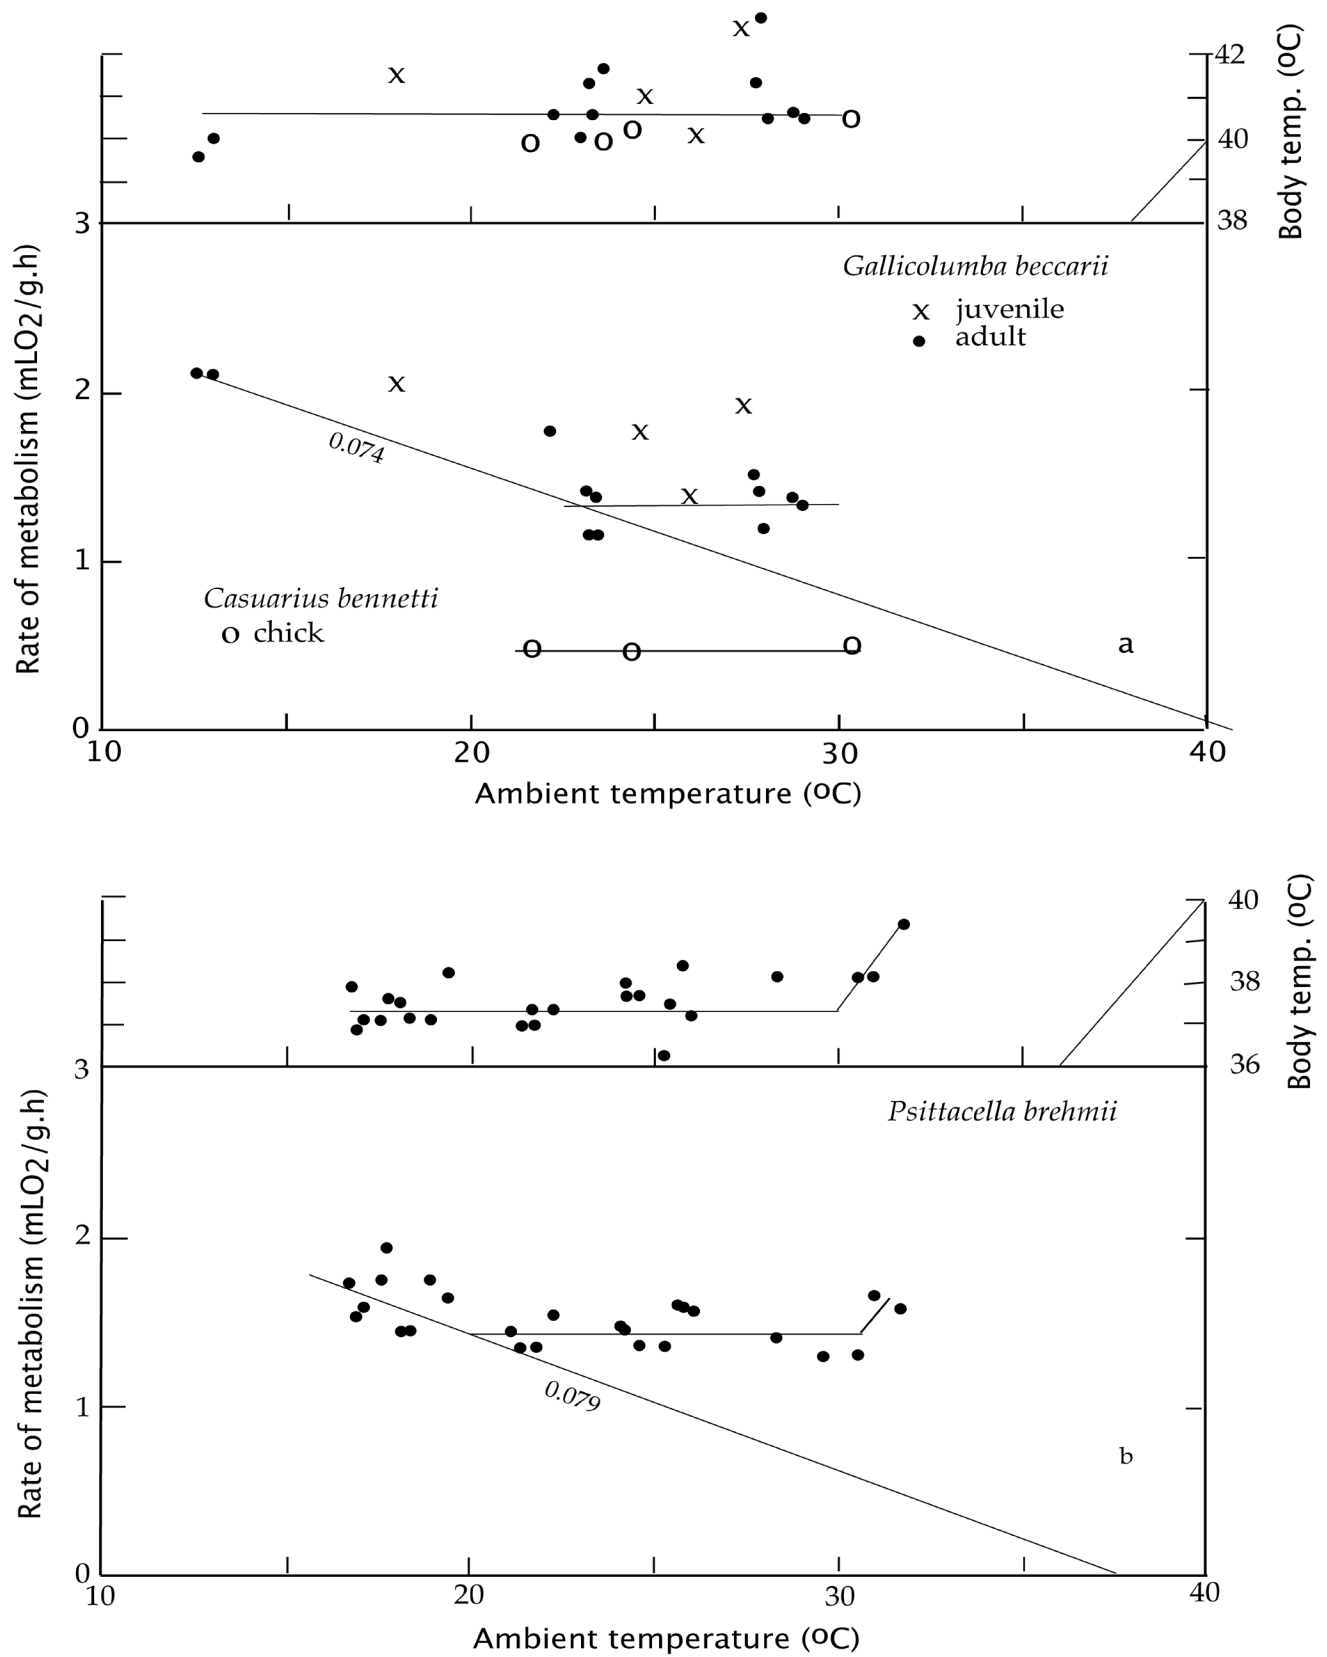 42
40
38
Body temp. (oC)
3
2
1
0
Rate of metabolism (mLO2/g.h)
Gallicolumba beccarii
x juvenile
● adult
0.074
Casuarius bennetti
o chick
a
10 20 30 40
Ambient temperature (oC)
40
38
36
Body temp. (oC)
3
2
1
0
Rate of metabolism (mLO2/g.h)
Psittacella brehmii
0.079
b
10 20 30 40
Ambient temperature (oC)